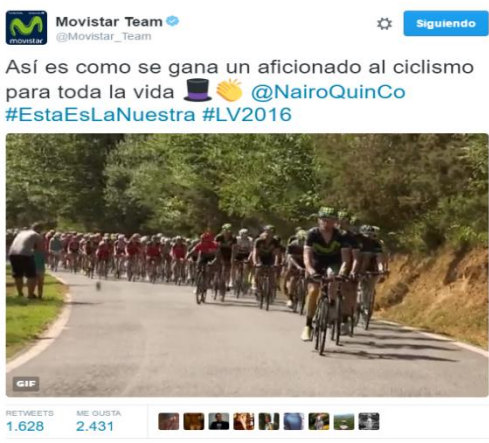 movistar
Movistar Team
@Movistar_Team
Siguiendo
Así es como se gana un aficionado al ciclismo
para toda la vida 🎩👏 @NairoQuinCo
#EstaEsLaNuestra #LV2016
GIF
RETWEETS
1.628
ME GUSTA
2.431